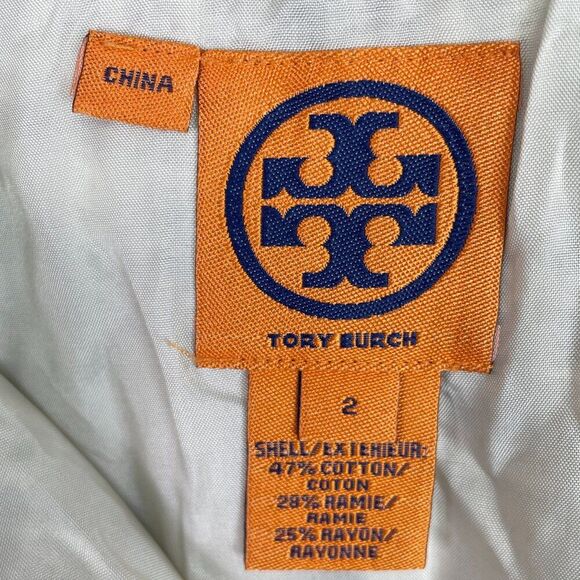 CHINA
TORY BURCH
2
SHELL/EXTERIEUR:
47% COTTON/
COTON
28% RAMIE/
RAMIE
25% RAYON/
RAYONNE